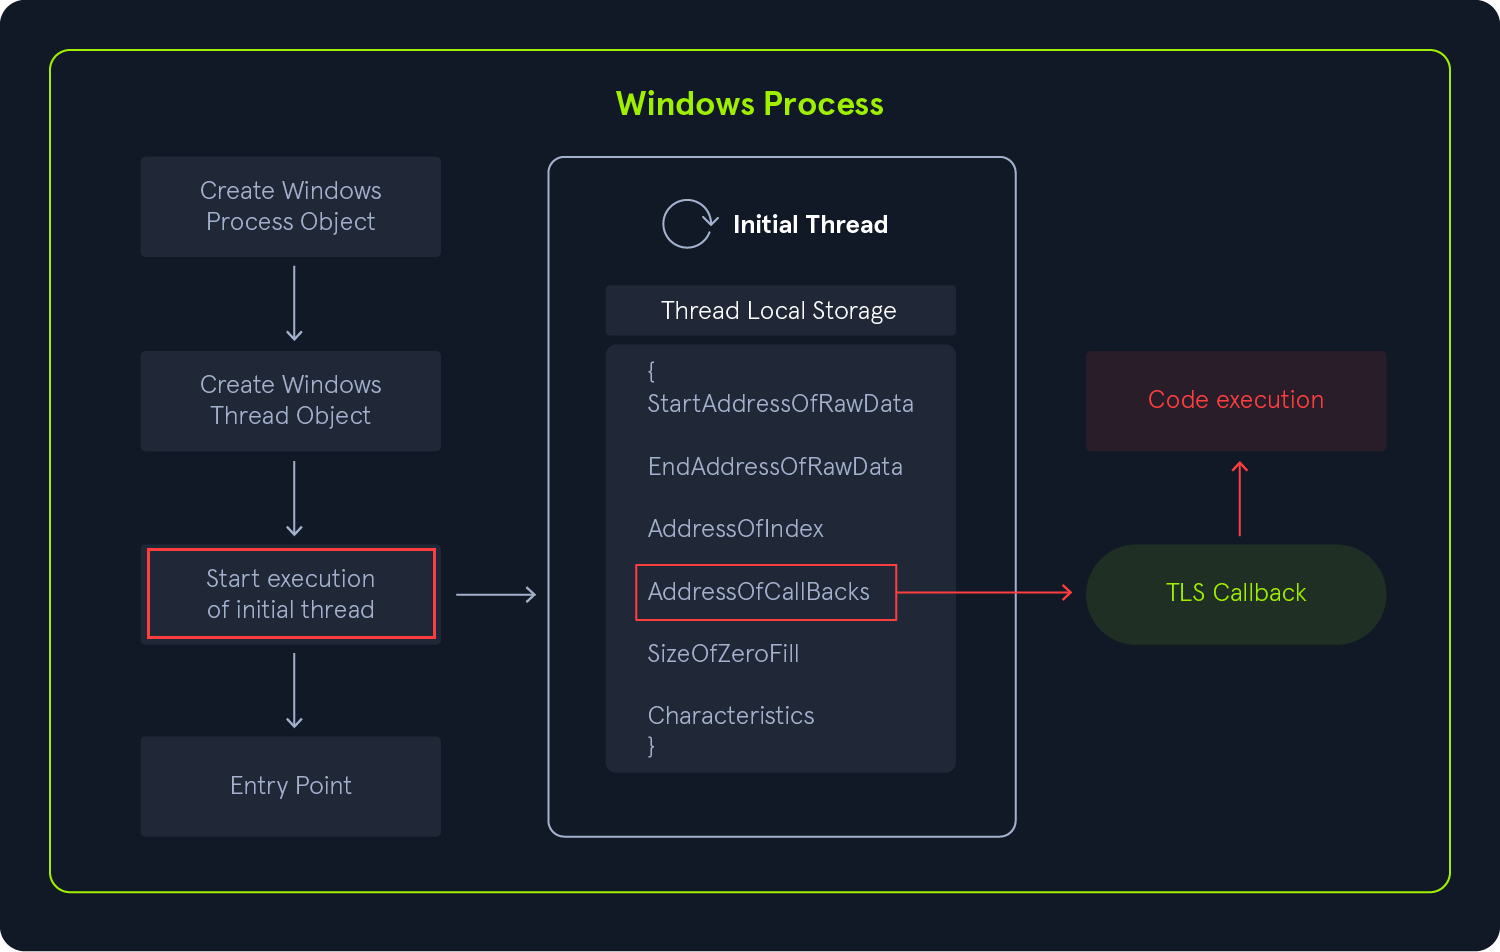 Windows Process
Create Windows
Process Object
Create Windows
Thread Object
Start execution
of initial thread
Entry Point
Initial Thread
Thread Local Storage
{
StartAddressOfRawData
EndAddressOfRawData
AddressOfIndex
AddressOfCallBacks
SizeOfZeroFill
Characteristics
}
Code execution
TLS Callback